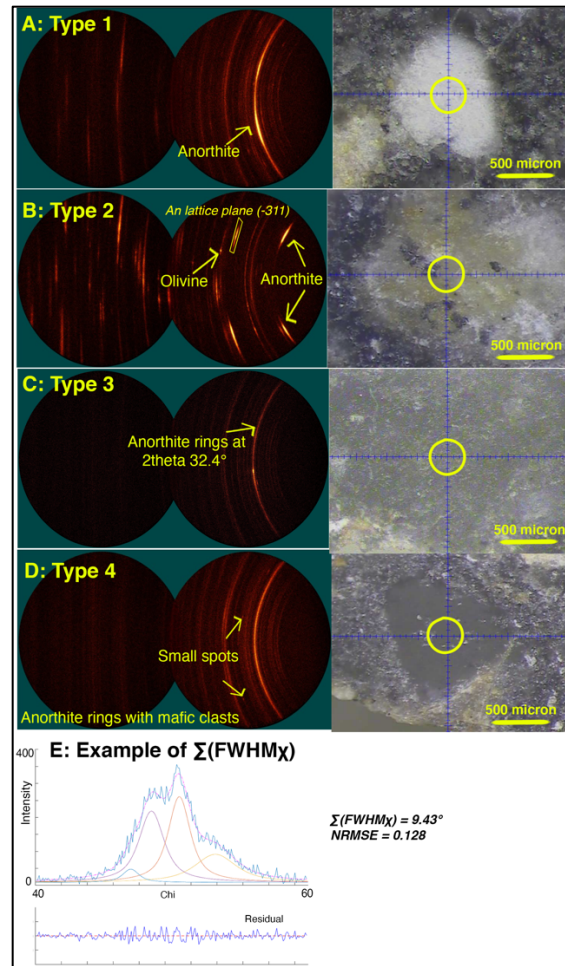 A: Type 1
Anorthite
500 micron
B: Type 2
An lattice plane (-311)
Olivine
Anorthite
500 micron
C: Type 3
Anorthite rings at
2theta 32.4°
500 micron
D: Type 4
Small spots
Anorthite rings with mafic clasts
500 micron
E: Example of Σ(FWHMχ)
400
Intensity
0
40
Chi
60
Σ(FWHMχ) = 9.43°
NRMSE = 0.128
Residual